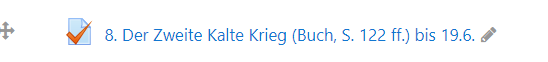 8. Der Zweite Kalte Krieg (Buch, S. 122 ff.) bis 19.6.